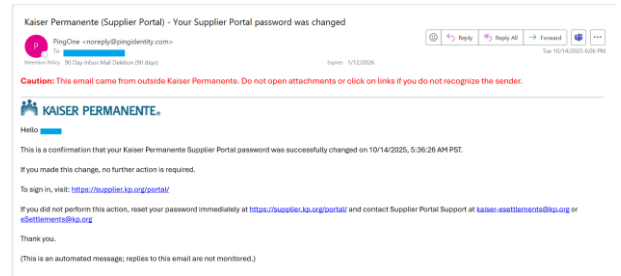 Kaiser Permanente (Supplier Portal) - Your Supplier Portal password was changed
P
PingOne <noreply@pingidentity.com>
To
Reply
Reply All
Forward
Tue 10/14/2025 6:06 PM
Retention Policy 90 Day Inbox Mail Deletion (90 days)
Expires 1/12/2026
Caution: This email came from outside Kaiser Permanente. Do not open attachments or click on links if you do not recognize the sender.
KAISER PERMANENTE®
Hello
This is a confirmation that your Kaiser Permanente Supplier Portal password was successfully changed on 10/14/2025, 5:36:26 AM PST.
If you made this change, no further action is required.
To sign in, visit: https://supplier.kp.org/portal/
If you did not perform this action, reset your password immediately at https://supplier.kp.org/portal/ and contact Supplier Portal Support at kaiser-esettlements@kp.org or
eSettlements@kp.org
Thank you.
(This is an automated message; replies to this email are not monitored.)